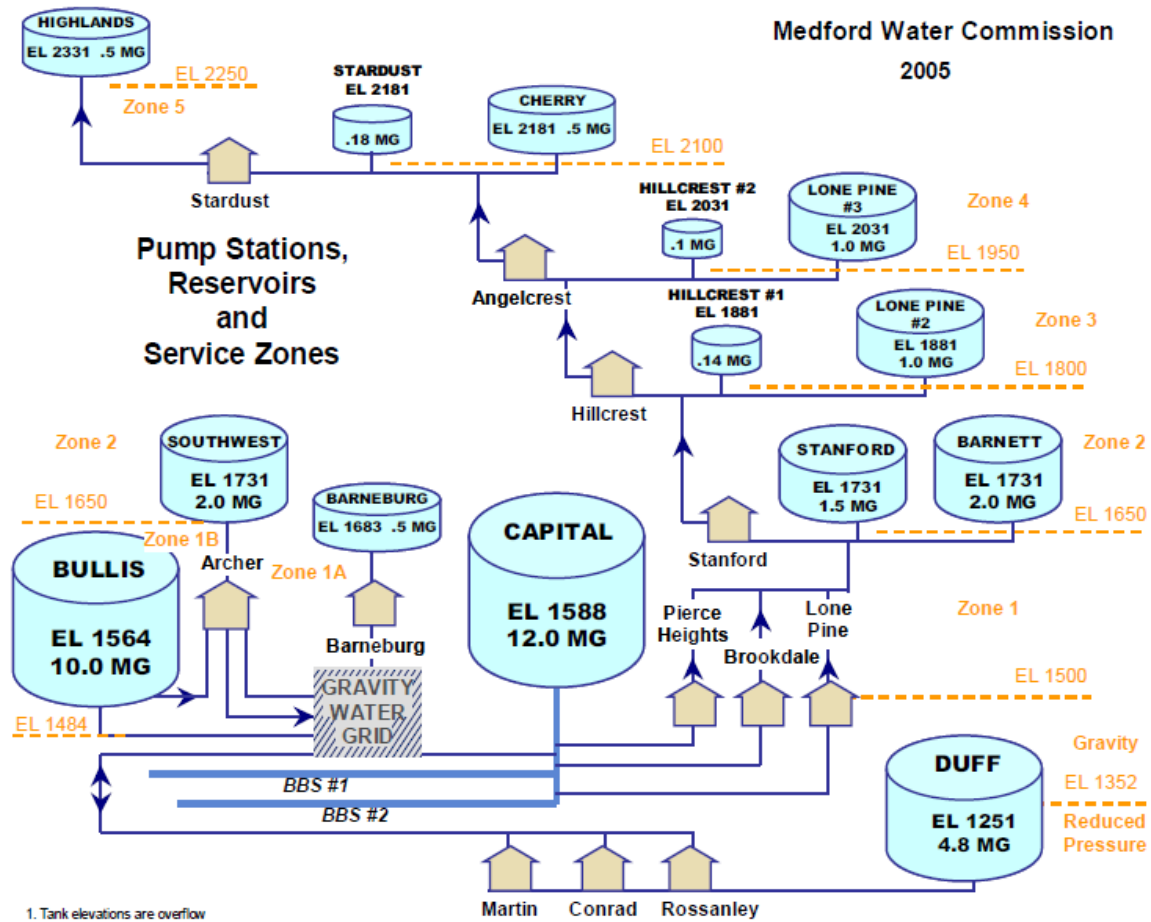 HIGHLANDS
EL 2331 .5 MG
EL 2250
Zone 5
STARDUST
EL 2181
.18 MG
CHERRY
EL 2181 .5 MG
Medford Water Commission
2005
EL 2100
Stardust
HILLCREST #2
EL 2031
.1 MG
LONE PINE
#3
EL 2031
1.0 MG
Zone 4
EL 1950
Pump Stations,
Reservoirs
and
Service Zones
Angelcrest
HILLCREST #1
EL 1881
.14 MG
LONE PINE
#2
EL 1881
1.0 MG
Zone 3
EL 1800
Hillcrest
Zone 2
SOUTHWEST
EL 1731
2.0 MG
EL 1650
Zone 1B
Archer
BARNEBURG
EL 1683 .5 MG
Zone 1A
Barneburg
BULLIS
EL 1564
10.0 MG
EL 1484
GRAVITY
WATER
GRID
CAPITAL
EL 1588
12.0 MG
STANFORD
EL 1731
1.5 MG
BARNETT
EL 1731
2.0 MG
Zone 2
EL 1650
Stanford
Pierce
Heights
Brookdale
Lone
Pine
Zone 1
EL 1500
BBS #1
BBS #2
DUFF
EL 1251
4.8 MG
Gravity
EL 1352
Reduced
Pressure
Martin
Conrad
Rossanley
1. Tank elevations are overflow